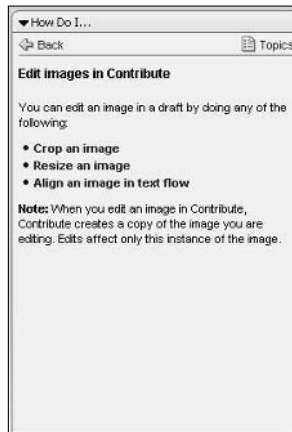 How Do I...
Back Topics
Edit images in Contribute
You can edit an image in a draft by doing any of the
following:
• Crop an image
• Resize an image
• Align an image in text flow
Note: When you edit an image in Contribute,
Contribute creates a copy of the image you are
editing. Edits affect only this instance of the image.